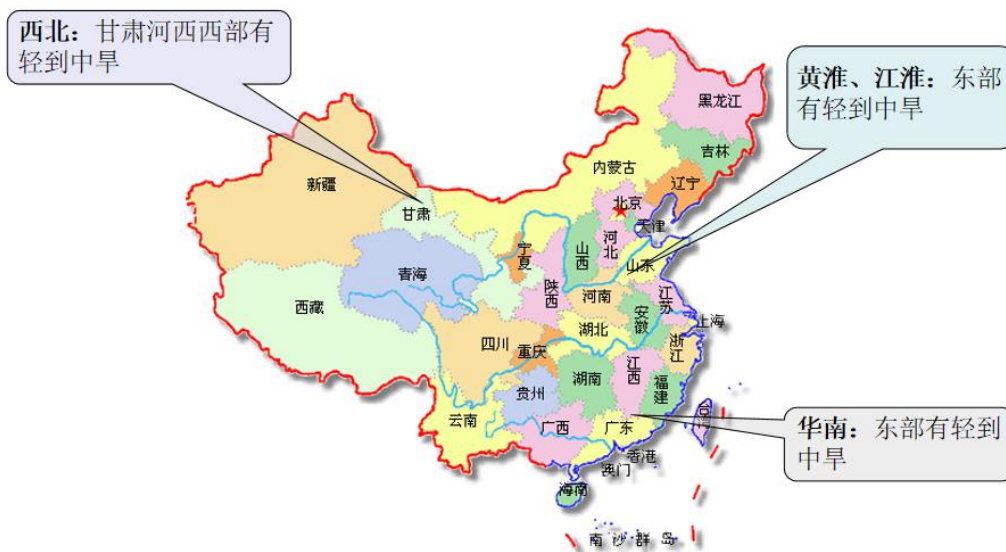 西北：甘肃河西西部有
轻到中旱
黄淮、江淮：东部
有轻到中旱
黑龙江
吉林
内蒙古
辽宁
新疆
北京
甘肃
天津
河北
山西
宁夏
山东
青海
陕西
河南
江苏
西藏
安徽
上海
湖北
四川
重庆
浙江
江西
湖南
贵州
福建
云南
广西
广东
台湾
华南：东部有轻到
中旱
香港
澳门
海南
南沙群岛